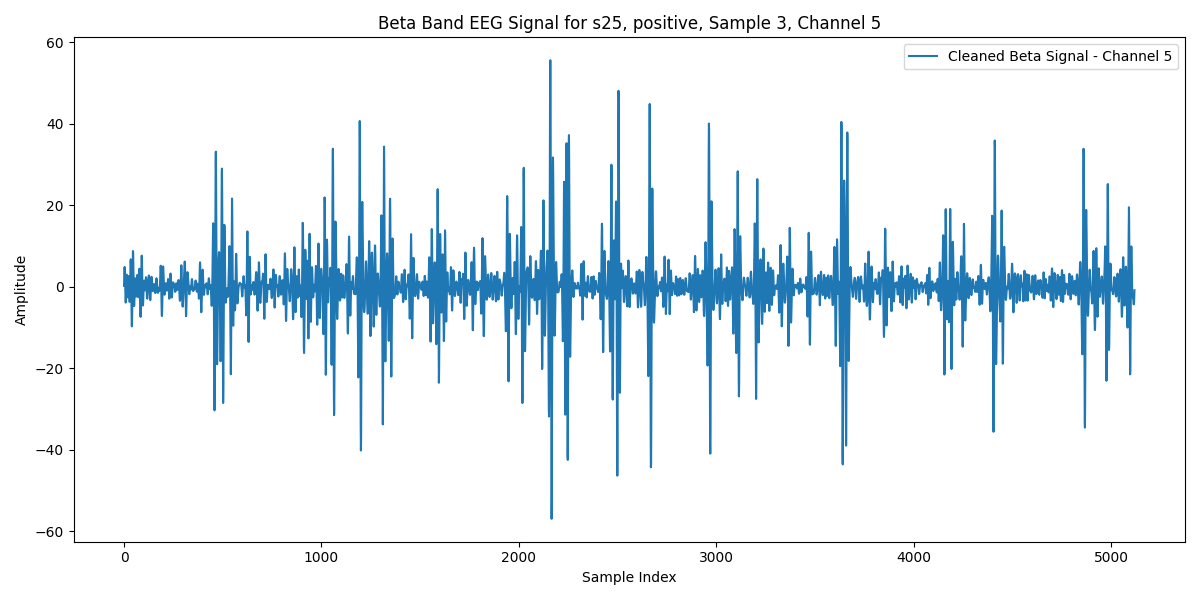 Beta Band EEG Signal for s25, positive, Sample 3, Channel 5
Cleaned Beta Signal - Channel 5
Amplitude
60
40
20
0
−20
−40
−60
0 1000 2000 3000 4000 5000
Sample Index